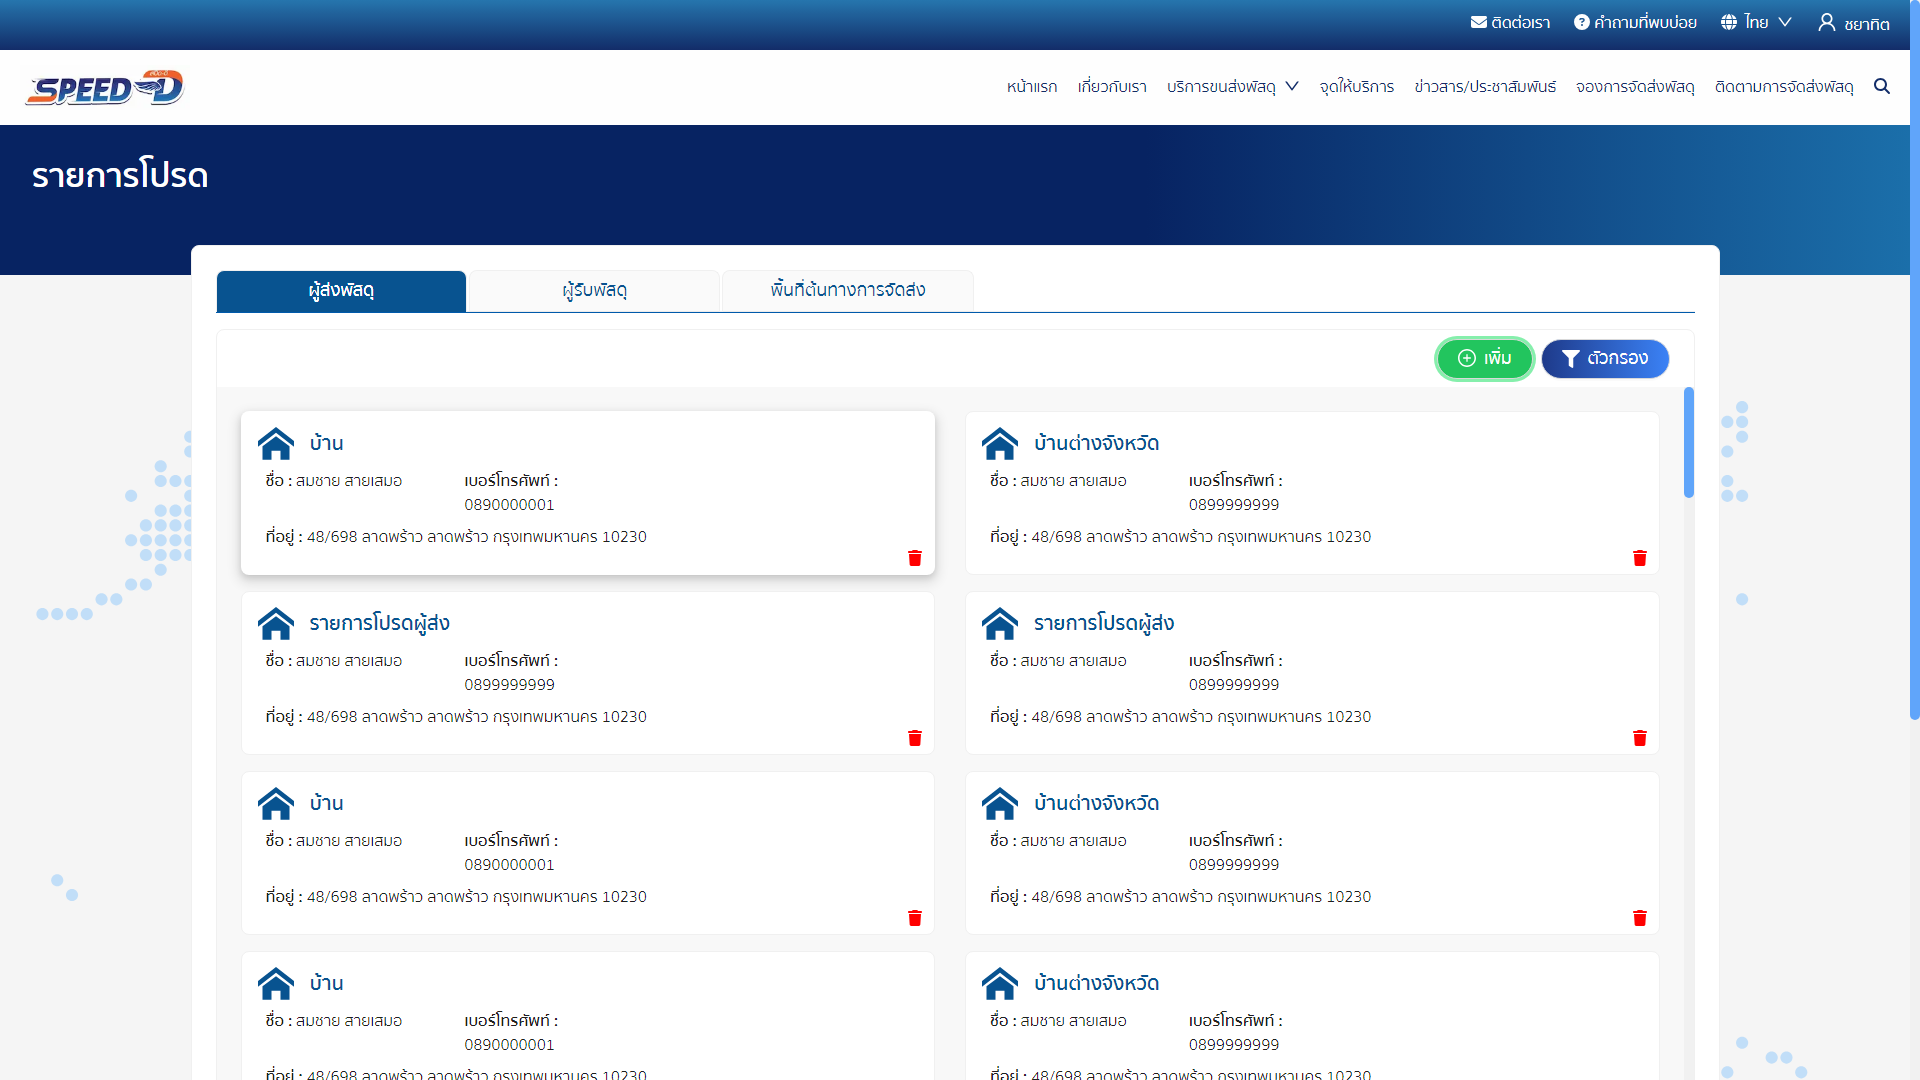 ติดต่อเรา คำถามที่พบบ่อย ไทย ชยาทิต
SPEED-D
หน้าแรก เกี่ยวกับเรา บริการขนส่งพัสดุ จุดให้บริการ ข่าวสาร/ประชาสัมพันธ์ จองการจัดส่งพัสดุ ติดตามการจัดส่งพัสดุ
รายการโปรด
ผู้ส่งพัสดุ ผู้รับพัสดุ พื้นที่ต้นทางการจัดส่ง
เพิ่ม ตัวกรอง
บ้าน
ชื่อ : สมชาย สายเสมอ เบอร์โทรศัพท์ :
0890000001
ที่อยู่ : 48/698 ลาดพร้าว ลาดพร้าว กรุงเทพมหานคร 10230
บ้านต่างจังหวัด
ชื่อ : สมชาย สายเสมอ เบอร์โทรศัพท์ :
0899999999
ที่อยู่ : 48/698 ลาดพร้าว ลาดพร้าว กรุงเทพมหานคร 10230
รายการโปรดผู้ส่ง
ชื่อ : สมชาย สายเสมอ เบอร์โทรศัพท์ :
0899999999
ที่อยู่ : 48/698 ลาดพร้าว ลาดพร้าว กรุงเทพมหานคร 10230
รายการโปรดผู้ส่ง
ชื่อ : สมชาย สายเสมอ เบอร์โทรศัพท์ :
0899999999
ที่อยู่ : 48/698 ลาดพร้าว ลาดพร้าว กรุงเทพมหานคร 10230
บ้าน
ชื่อ : สมชาย สายเสมอ เบอร์โทรศัพท์ :
0890000001
ที่อยู่ : 48/698 ลาดพร้าว ลาดพร้าว กรุงเทพมหานคร 10230
บ้านต่างจังหวัด
ชื่อ : สมชาย สายเสมอ เบอร์โทรศัพท์ :
0899999999
ที่อยู่ : 48/698 ลาดพร้าว ลาดพร้าว กรุงเทพมหานคร 10230
บ้าน
ชื่อ : สมชาย สายเสมอ เบอร์โทรศัพท์ :
0890000001
ที่อยู่ : 48/698 ลาดพร้าว ลาดพร้าว กรุงเทพมหานคร 10230
บ้านต่างจังหวัด
ชื่อ : สมชาย สายเสมอ เบอร์โทรศัพท์ :
0899999999
ที่อยู่ : 48/698 ลาดพร้าว ลาดพร้าว กรุงเทพมหานคร 10230